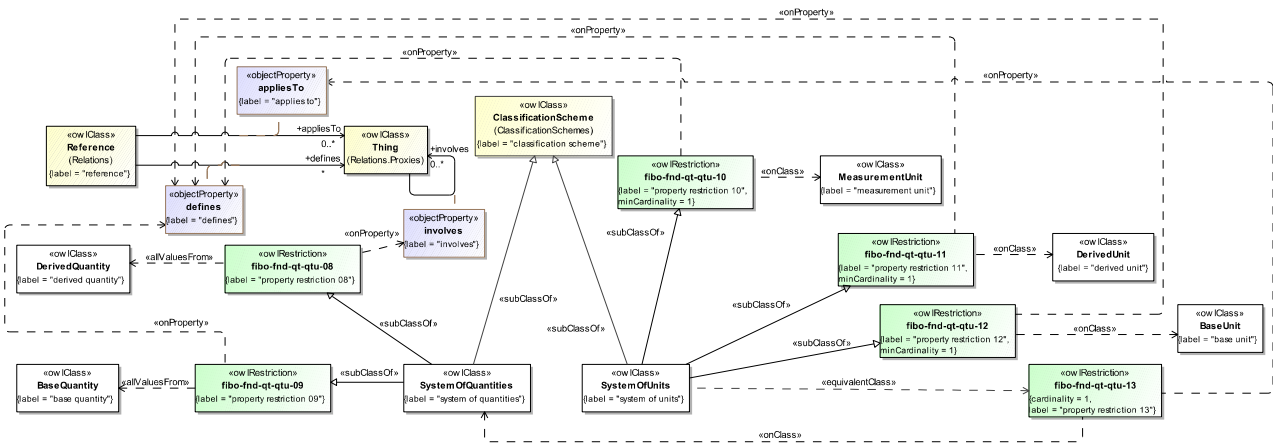 «onProperty»
«onProperty»
«onProperty»
«onProperty»
«objectProperty»
appliesTo
{label = "applies to"}
«owlClass»
Reference
(Relations)
{label = "reference"}
+appliesTo
0..*
+defines
*
«owlClass»
Thing
(Relations.Proxies)
+involves
0..*
«owlClass»
ClassificationScheme
(ClassificationSchemes)
{label = "classification scheme"}
«owlRestriction»
fibo-fnd-qt-qtu-10
{label = "property restriction 10",
minCardinality = 1}
«onClass»
«owlClass»
MeasurementUnit
{label = "measurement unit"}
«objectProperty»
defines
{label = "defines"}
«objectProperty»
involves
{label = "involves"}
«onProperty»
«subClassOf»
«owlClass»
DerivedQuantity
{label = "derived quantity"}
«allValuesFrom»
«owlRestriction»
fibo-fnd-qt-qtu-08
{label = "property restriction 08"}
«owlRestriction»
fibo-fnd-qt-qtu-11
{label = "property restriction 11",
minCardinality = 1}
«onClass»
«owlClass»
DerivedUnit
{label = "derived unit"}
«onProperty»
«subClassOf»
«subClassOf»
«subClassOf»
«subClassOf»
«subClassOf»
«owlRestriction»
fibo-fnd-qt-qtu-12
{label = "property restriction 12",
minCardinality = 1}
«onClass»
«owlClass»
BaseUnit
{label = "base unit"}
«owlClass»
BaseQuantity
{label = "base quantity"}
«allValuesFrom»
«owlRestriction»
fibo-fnd-qt-qtu-09
{label = "property restriction 09"}
«subClassOf»
«owlClass»
SystemOfQuantities
{label = "system of quantities"}
«owlClass»
SystemOfUnits
{label = "system of units"}
«equivalentClass»
«owlRestriction»
fibo-fnd-qt-qtu-13
{cardinality = 1,
label = "property restriction 13"}
«onClass»